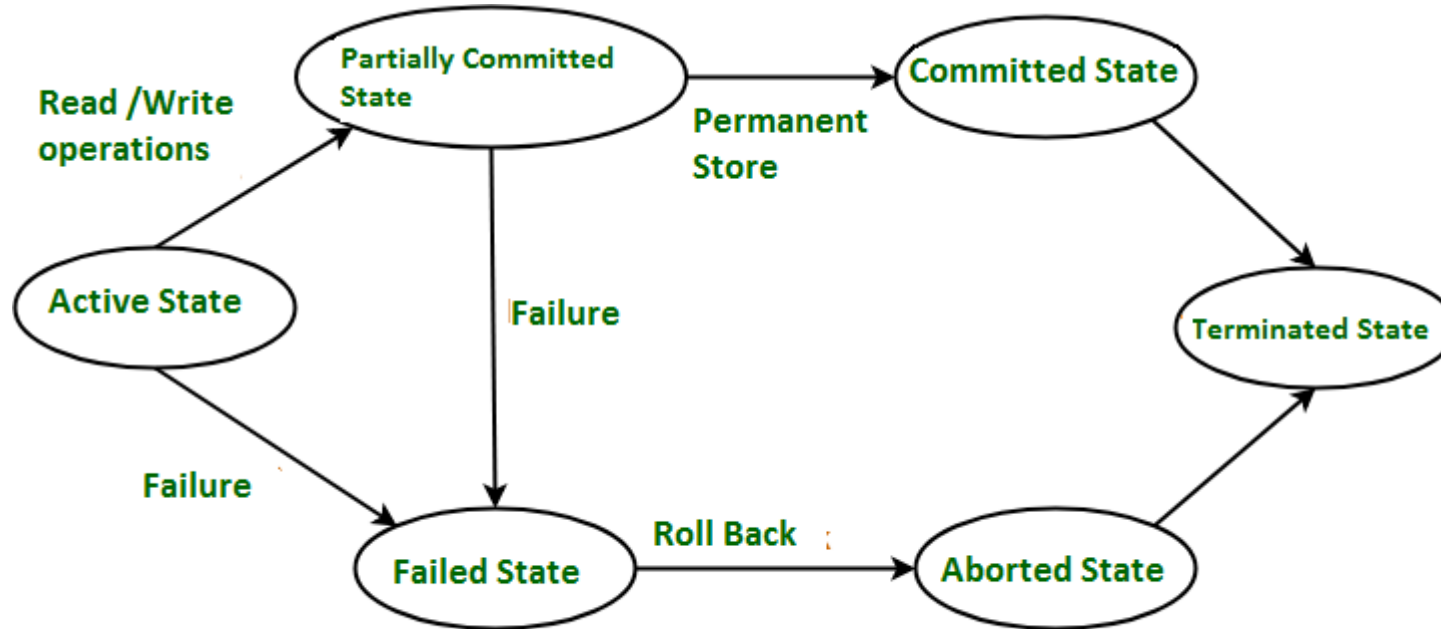 Partially Committed
State
Committed State
Read /Write
operations
Permanent
Store
Active State
Failure
Terminated State
Failure
Roll Back
Failed State
Aborted State